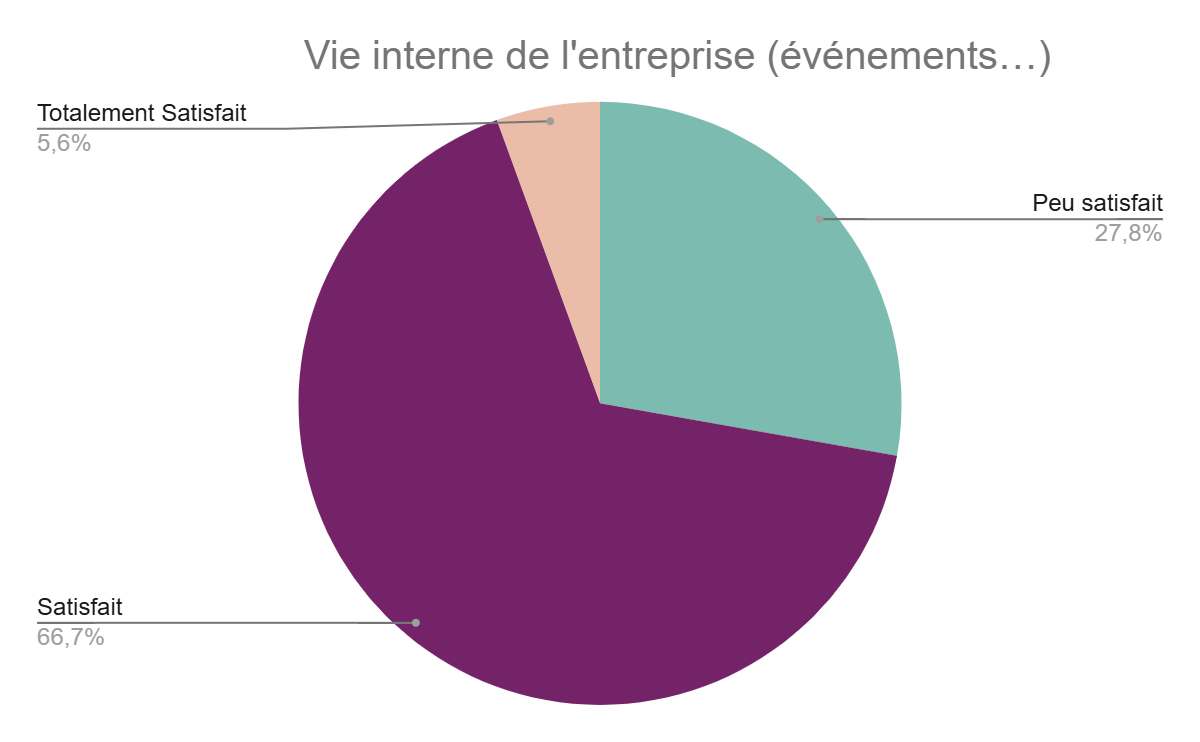 Vie interne de l'entreprise (événements…)
Totalement Satisfait
5,6%
Peu satisfait
27,8%
Satisfait
66,7%